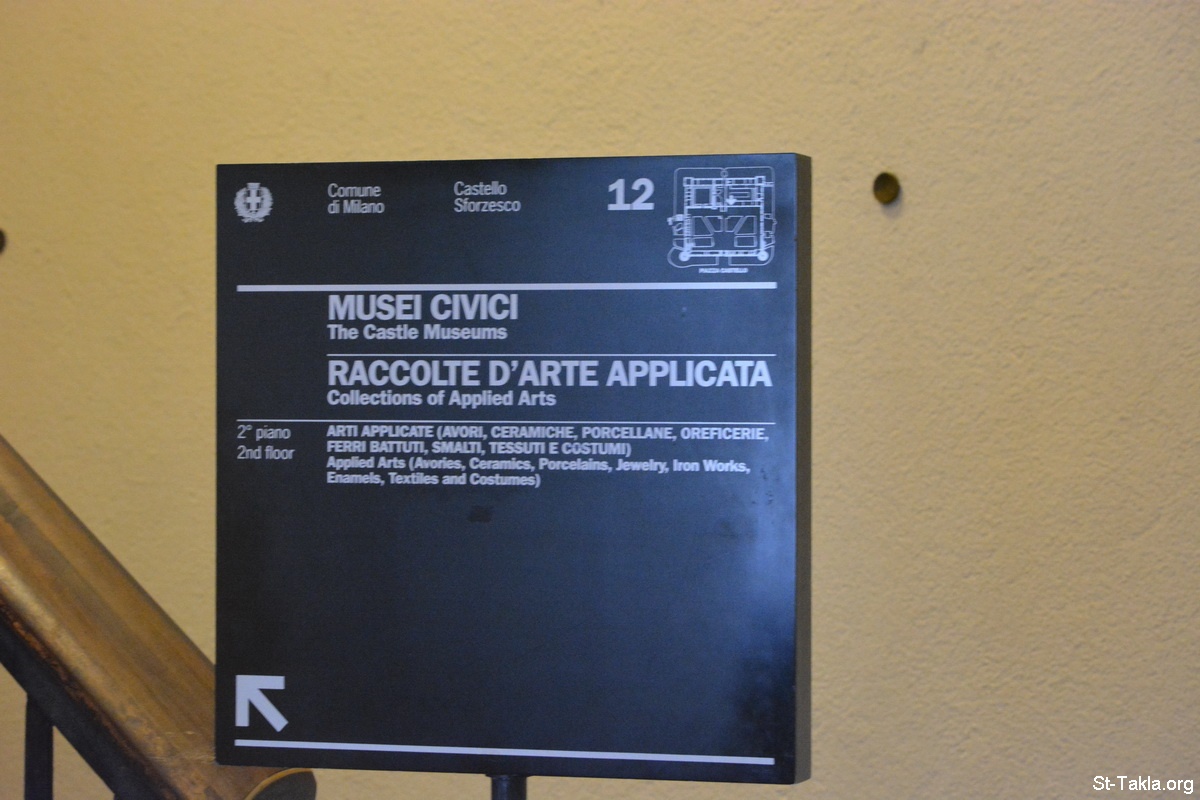 Comune
di Milano
Castello
Sforzesco
12
PIAZZA CASTELLO
MUSEI CIVICI
The Castle Museums
RACCOLTE D'ARTE APPLICATA
Collections of Applied Arts
2° piano
2nd floor
ARTI APPLICATE (AVORI, CERAMICHE, PORCELLANE, OREFICERIE,
FERRI BATTUTI, SMALTI, TESSUTI E COSTUMI)
Applied Arts (Avories, Ceramics, Porcelains, Jewelry, Iron Works,
Enamels, Textiles and Costumes)
St-Takla.org